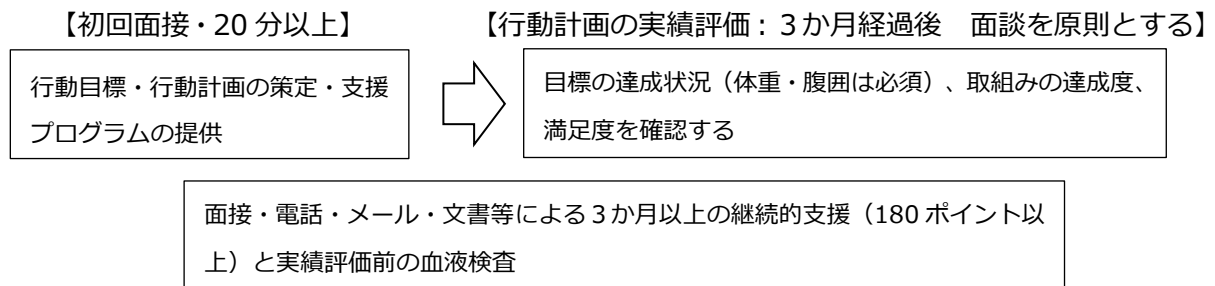 【初回面接・20 分以上】
【行動計画の実績評価：３か月経過後　面談を原則とする】
行動目標・行動計画の策定・支援
プログラムの提供
目標の達成状況（体重・腹囲は必須）、取組みの達成度、
満足度を確認する
面接・電話・メール・文書等による３か月以上の継続的支援（180 ポイント以
上）と実績評価前の血液検査